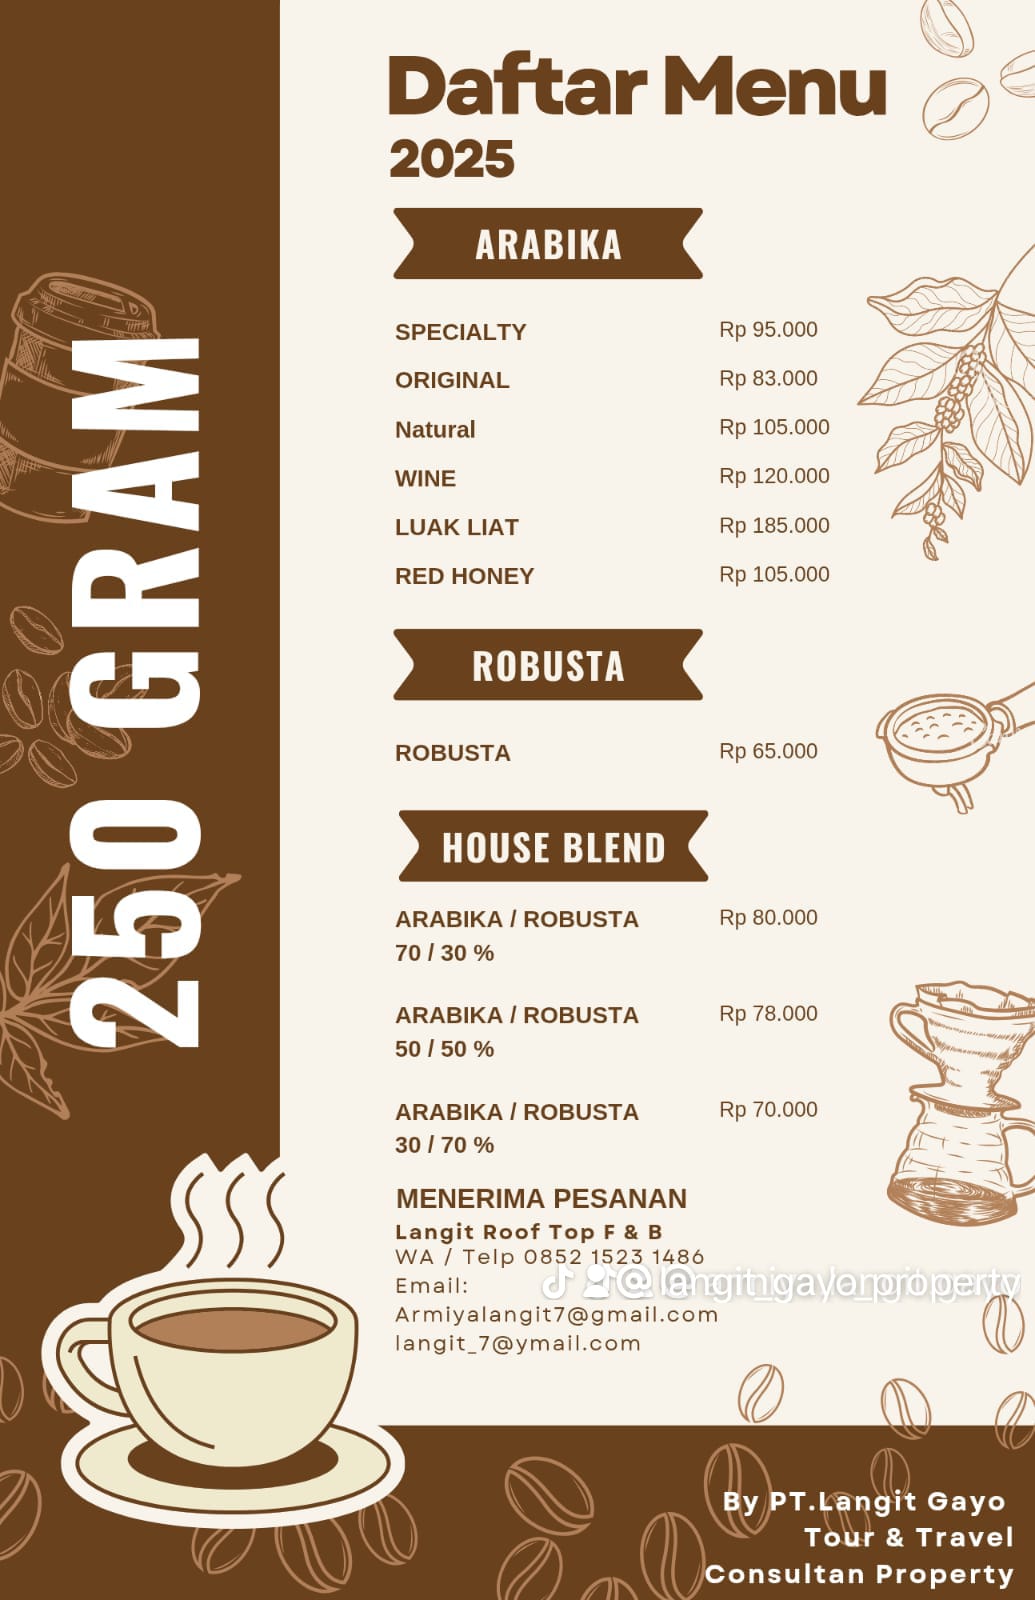 Daftar Menu
2025
250 GRAM
ARABIKA
SPECIALTY Rp 95.000
ORIGINAL Rp 83.000
Natural Rp 105.000
WINE Rp 120.000
LUAK LIAT Rp 185.000
RED HONEY Rp 105.000
ROBUSTA
ROBUSTA Rp 65.000
HOUSE BLEND
ARABIKA / ROBUSTA Rp 80.000
70 / 30 %
ARABIKA / ROBUSTA Rp 78.000
50 / 50 %
ARABIKA / ROBUSTA Rp 70.000
30 / 70 %
MENERIMA PESANAN
Langit Roof Top F & B
WA / Telp 0852 1523 1486
Email:
Armiyalangit7@gmail.com
langit_7@ymail.com
By PT.Langit Gayo
Tour & Travel
Consultan Property